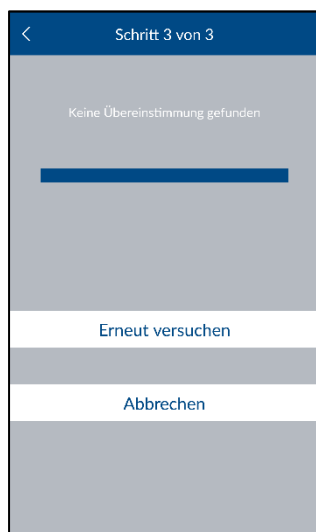 Schritt 3 von 3
Keine Übereinstimmung gefunden
Erneut versuchen
Abbrechen